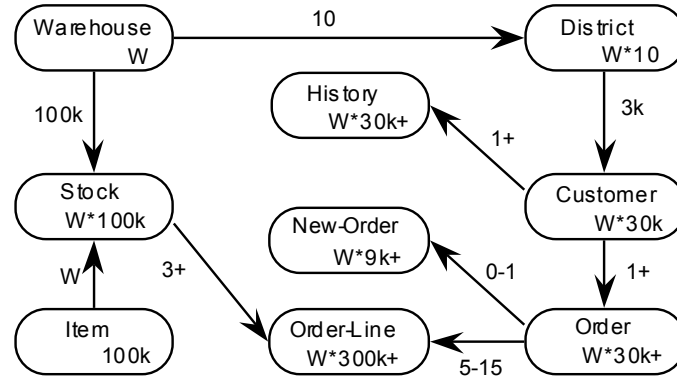 Warehouse
W
10
District
W*10
History
W*30k+
100k
3k
1+
Stock
W*100k
Customer
W*30k
New-Order
W*9k+
W
3+
0-1
1+
Item
100k
Order-Line
W*300k+
5-15
Order
W*30k+